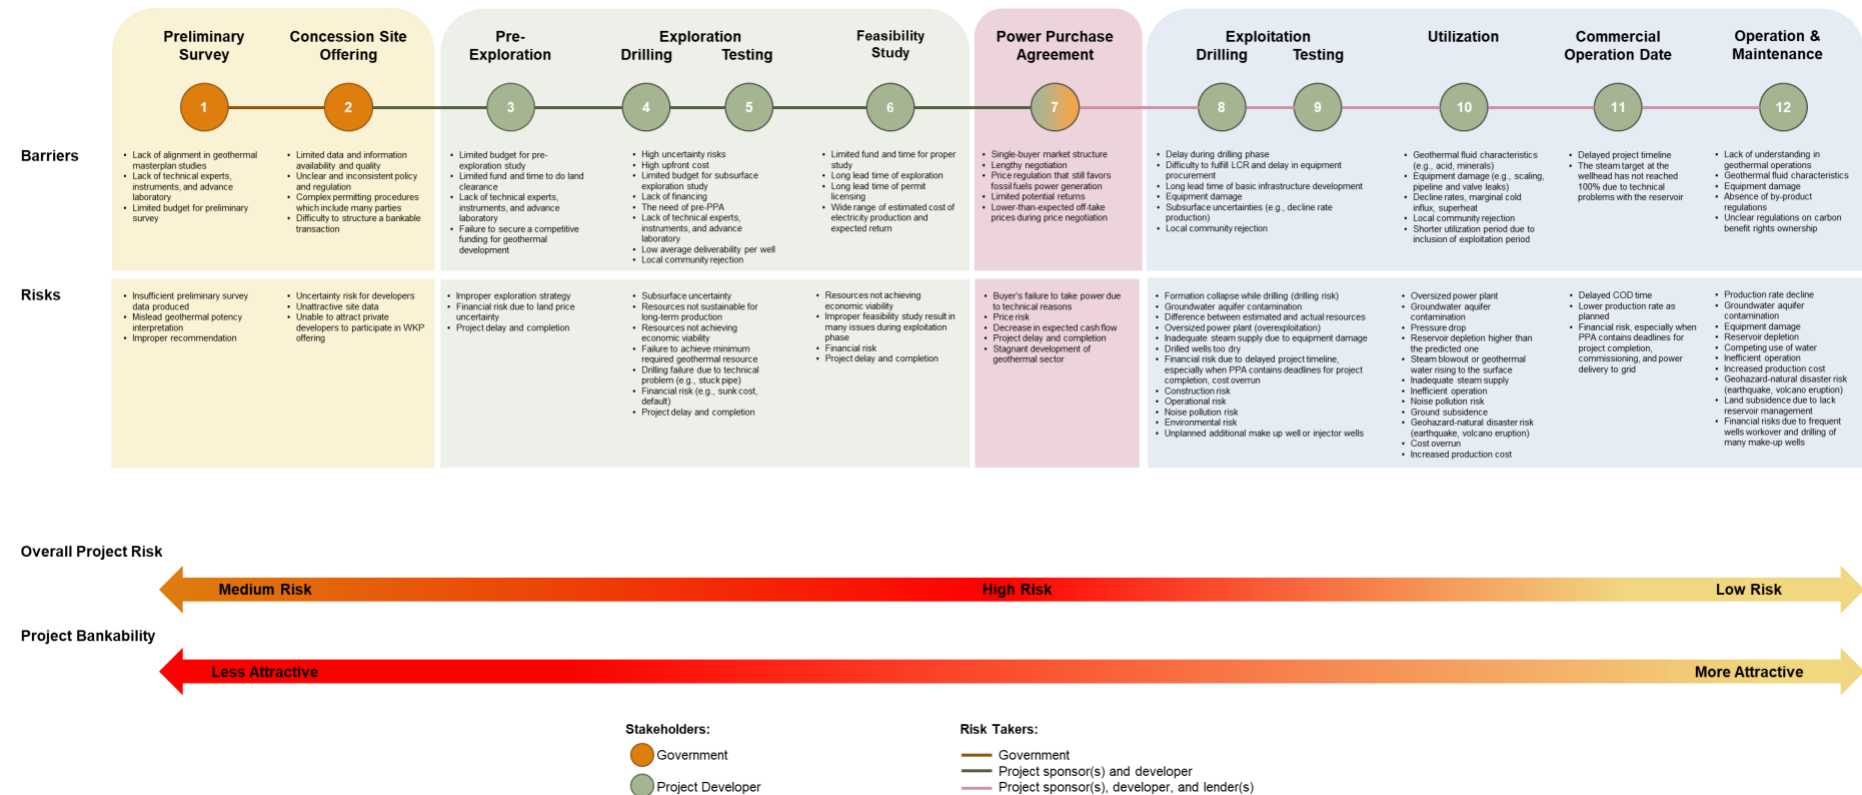 Preliminary
Survey
Concession Site
Offering
Pre-
Exploration
Exploration
Drilling
Testing
Feasibility
Study
Power Purchase
Agreement
Exploitation
Drilling
Testing
Utilization
Commercial
Operation Date
Operation &
Maintenance
1
2
3
4
5
6
7
8
9
10
11
12
Barriers
• Lack of alignment in geothermal
masterplan studies
• Lack of technical experts,
instruments, and advance
laboratory
• Limited budget for preliminary
survey
• Limited data and information
availability and quality
• Unclear and inconsistent policy
and regulation
• Complex permitting procedures
which include many parties
• Difficulty to structure a bankable
transaction
• Limited budget for pre-
exploration study
• Limited fund and time to do land
clearance
• Lack of technical experts,
instruments, and advance
laboratory
• Failure to secure a competitive
funding for geothermal
development
• High uncertainty risks
• High upfront cost
• Limited budget for subsurface
exploration study
• Lack of financing
• The need of pre-PPA
• Lack of technical experts,
instruments, and advance
laboratory
• Low average deliverability per well
• Local community rejection
• Limited fund and time for proper
study
• Long lead time of exploration
• Long lead time of permit
licensing
• Wide range of estimated cost of
electricity production and
expected return
• Single-buyer market structure
• Lengthy negotiation
• Price regulation that still favors
fossil fuels power generation
• Limited potential returns
• Lower-than-expected off-take
prices during price negotiation
• Delay during drilling phase
• Difficulty to fulfill LCR and delay in equipment
procurement
• Long lead time of basic infrastructure development
• Equipment damage
• Subsurface uncertainties (e.g., decline rate
production)
• Local community rejection
• Geothermal fluid characteristics
(e.g., acid, minerals)
• Equipment damage (e.g., scaling,
pipeline and valve leaks)
• Decline rates, marginal cold
influx, superheat
• Local community rejection
• Shorter utilization period due to
inclusion of exploitation period
• Delayed project timeline
• The steam target at the
wellhead has not reached
100% due to technical
problems with the reservoir
• Lack of understanding in
geothermal operations
• Geothermal fluid characteristics
• Equipment damage
• Absence of by-product
regulations
• Unclear regulations on carbon
benefit rights ownership
Risks
• Insufficient preliminary survey
data produced
• Mislead geothermal potency
interpretation
• Improper recommendation
• Uncertainty risk for developers
• Unattractive site data
• Unable to attract private
developers to participate in WKP
offering
• Improper exploration strategy
• Financial risk due to land price
uncertainty
• Project delay and completion
• Subsurface uncertainty
• Resources not sustainable for
long-term production
• Resources not achieving
economic viability
• Failure to achieve minimum
required geothermal resource
• Drilling failure due to technical
problem (e.g., stuck pipe)
• Financial risk (e.g., sunk cost,
default)
• Project delay and completion
• Resources not achieving
economic viability
• Improper feasibility study result in
many issues during exploitation
phase
• Financial risk
• Project delay and completion
• Buyer's failure to take power due
to technical reasons
• Price risk
• Decrease in expected cash flow
• Project delay and completion
• Stagnant development of
geothermal sector
• Formation collapse while drilling (drilling risk)
• Groundwater aquifer contamination
• Difference between estimated and actual resources
• Oversized power plant (overexploitation)
• Inadequate steam supply due to equipment damage
• Drilled wells too dry
• Financial risk due to delayed project timeline,
especially when PPA contains deadlines for project
completion, cost overrun
• Construction risk
• Operational risk
• Noise pollution risk
• Environmental risk
• Unplanned additional make up well or injector wells
• Oversized power plant
• Groundwater aquifer
contamination
• Pressure drop
• Reservoir depletion higher than
the predicted one
• Steam blowout or geothermal
water rising to the surface
• Inadequate steam supply
• Inefficient operation
• Noise pollution risk
• Ground subsidence
• Geohazard-natural disaster risk
(earthquake, volcano eruption)
• Cost overrun
• Increased production cost
• Delayed COD time
• Lower production rate as
planned
• Financial risk, especially when
PPA contains deadlines for
project completion,
commissioning, and power
delivery to grid
• Production rate decline
• Groundwater aquifer
contamination
• Equipment damage
• Reservoir depletion
• Competing use of water
• Inefficient operation
• Increased production cost
• Geohazard-natural disaster risk
(earthquake, volcano eruption)
• Land subsidence due to lack
reservoir management
• Financial risks due to frequent
wells workover and drilling of
many make-up wells
Overall Project Risk
Medium Risk
High Risk
Low Risk
Project Bankability
Less Attractive
More Attractive
Stakeholders:
Government
Project Developer
Risk Takers:
Government
Project sponsor(s) and developer
Project sponsor(s), developer, and lender(s)